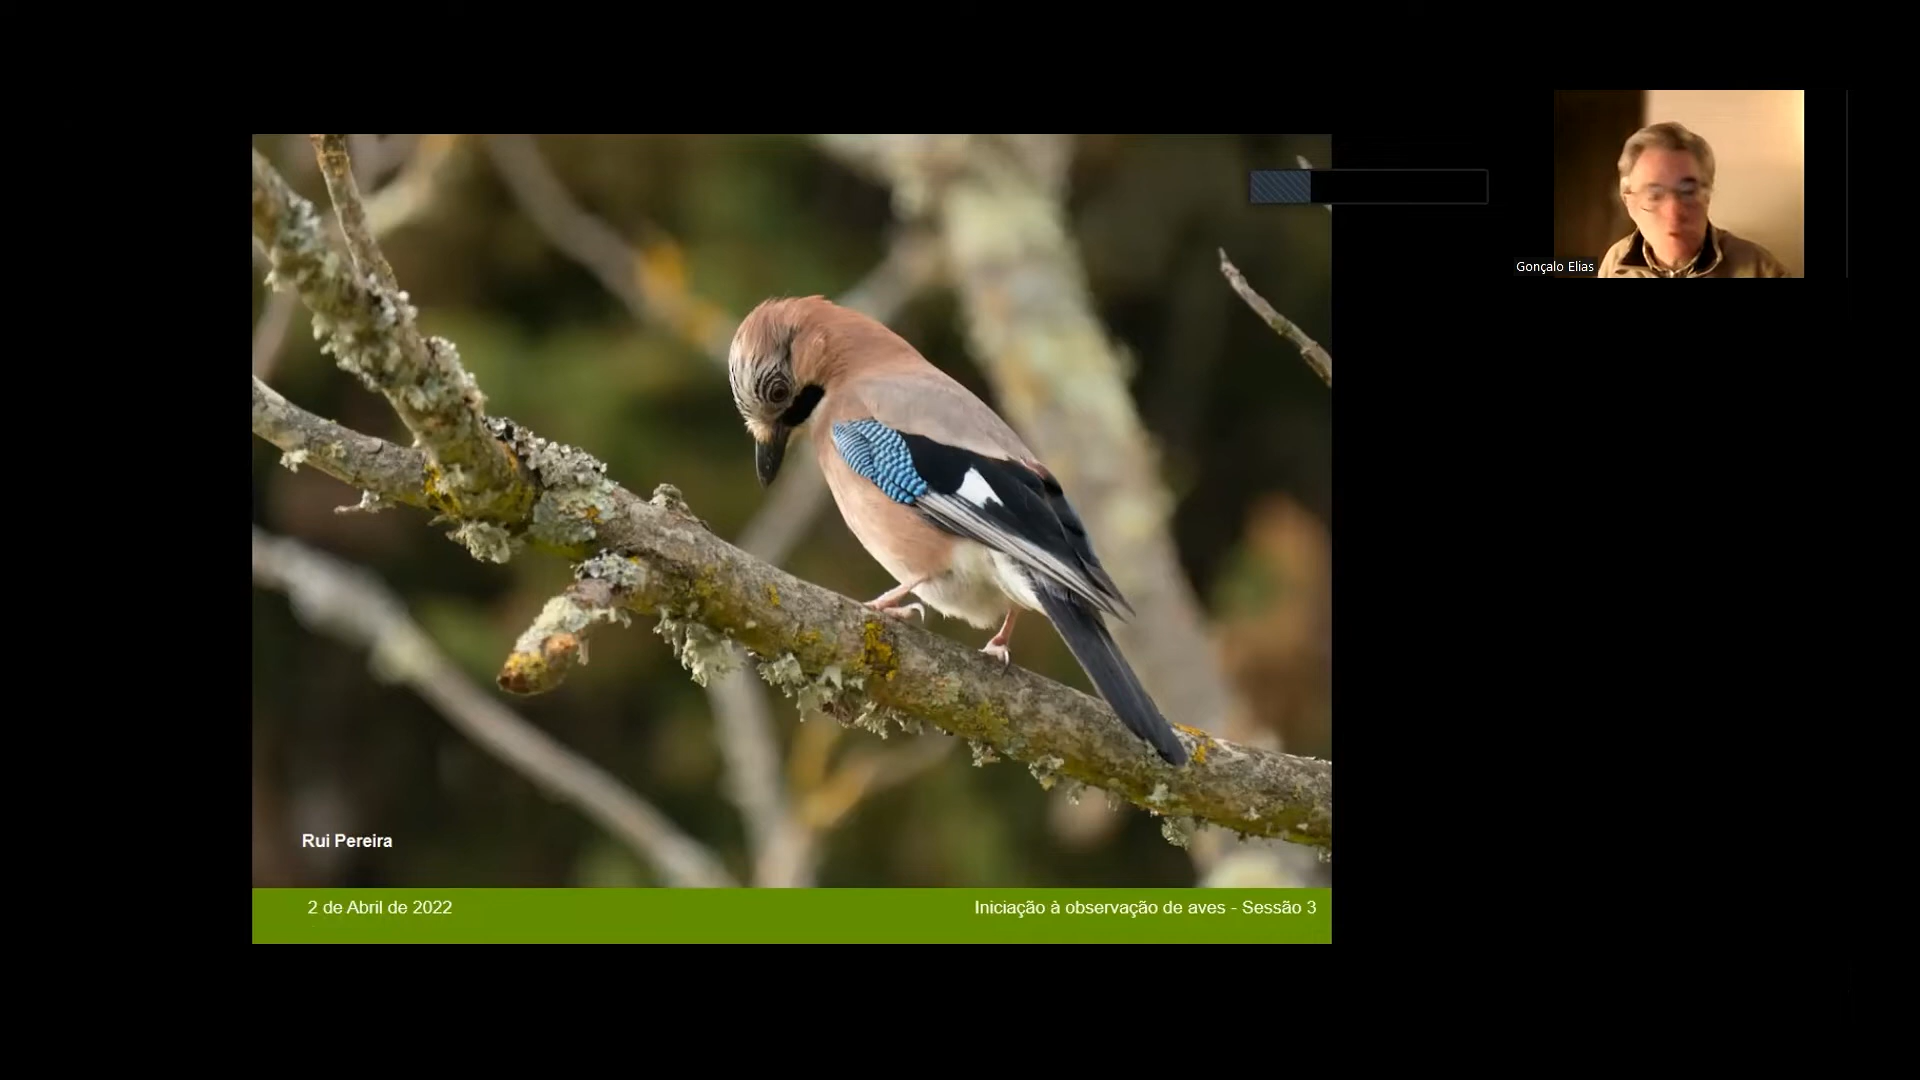 Gonçalo Elias
Rui Pereira
2 de Abril de 2022
Iniciação à observação de aves - Sessão 3